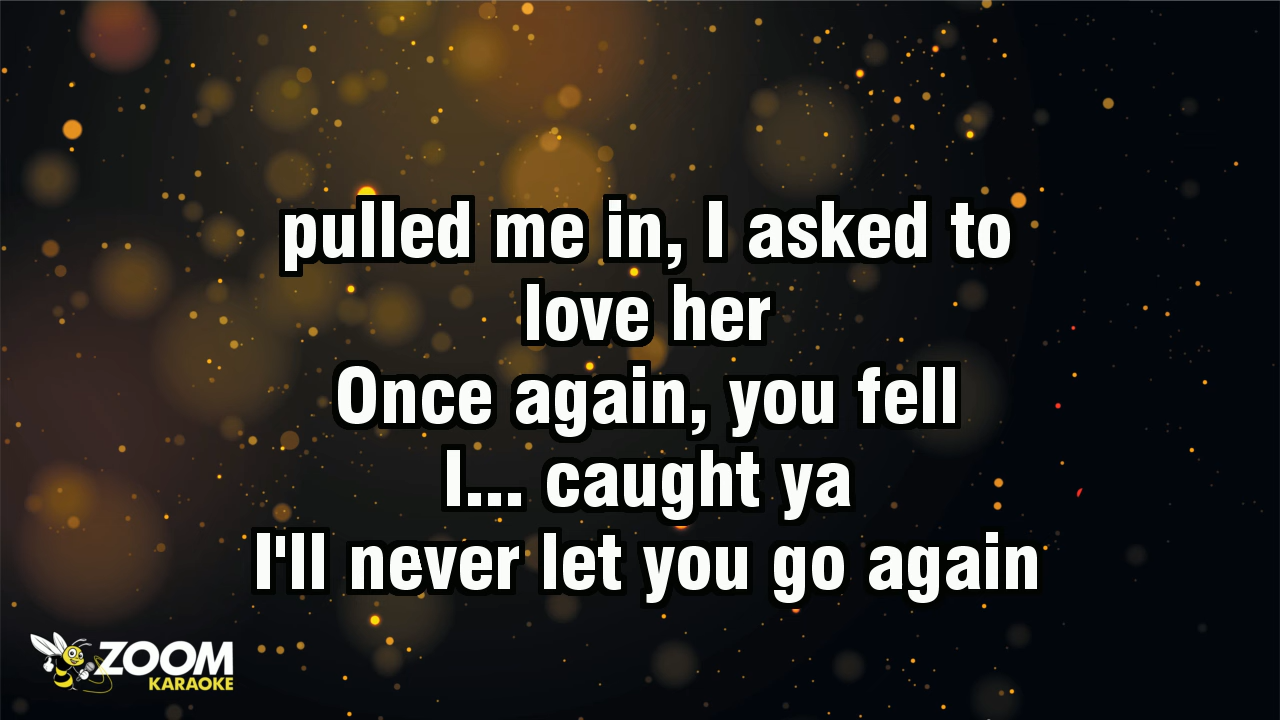 pulled me in, I asked to
love her
Once again, you fell
I... caught ya
I'll never let you go again
ZOOM
KARAOKE